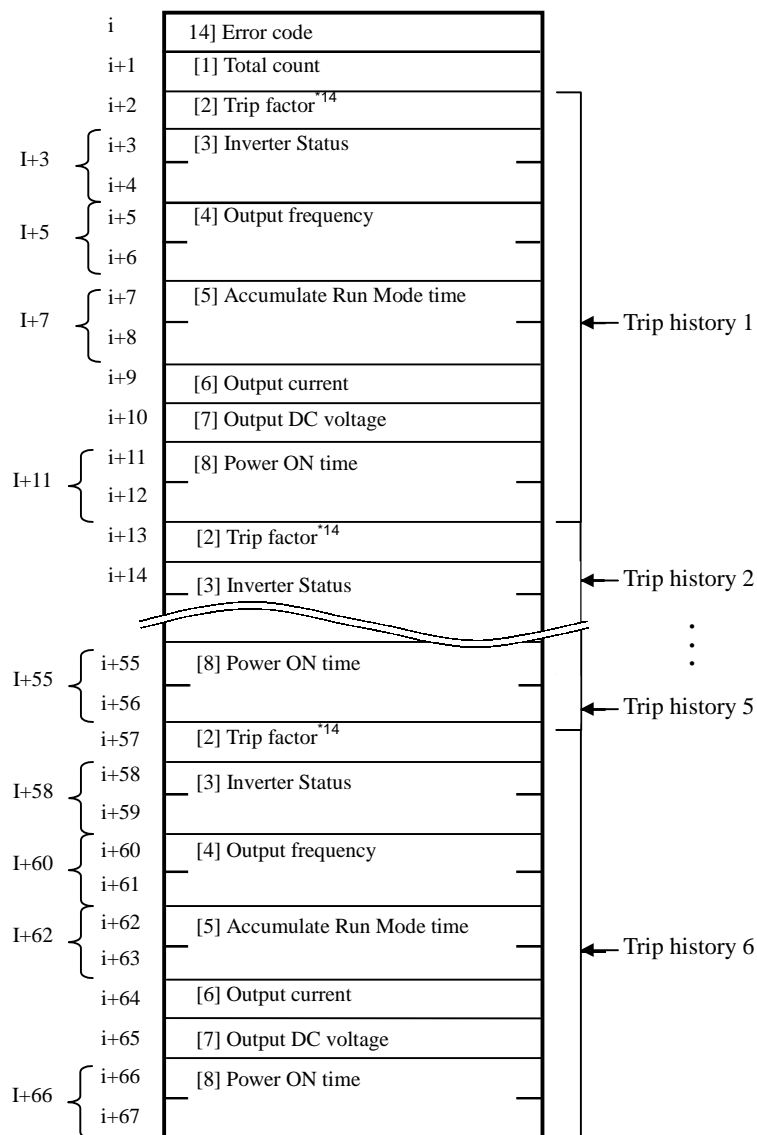 i 14] Error code
i+1 [1] Total count
i+2 [2] Trip factor*14
I+3 i+3 [3] Inverter Status
i+4
I+5 i+5 [4] Output frequency
i+6
I+7 i+7 [5] Accumulate Run Mode time
Trip history 1
i+8
i+9 [6] Output current
i+10 [7] Output DC voltage
I+11 i+11 [8] Power ON time
i+12
i+13 [2] Trip factor*14
i+14 [3] Inverter Status Trip history 2
I+55 i+55 [8] Power ON time
i+56 Trip history 5
i+57 [2] Trip factor*14
I+58 i+58 [3] Inverter Status
i+59
I+60 i+60 [4] Output frequency
i+61
I+62 i+62 [5] Accumulate Run Mode time
Trip history 6
i+63
i+64 [6] Output current
i+65 [7] Output DC voltage
I+66 i+66 [8] Power ON time
i+67